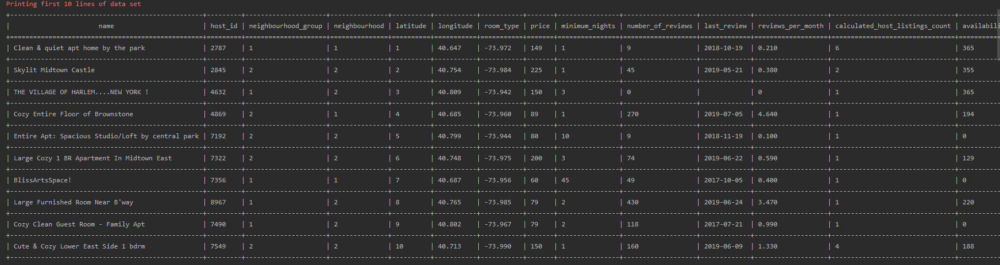 Printing first 10 lines of data set
| name | host_id | neighbourhood_group | neighbourhood | latitude | longitude | room_type | price | minimum_nights | number_of_reviews | last_review | reviews_per_month | calculated_host_listings_count | availabili
| Clean & quiet apt home by the park | 2787 | 1 | 1 | 1 | 40.647 | -73.972 | 149 | 1 | 9 | 2018-10-19 | 0.210 | 6 | 365
| Skylit Midtown Castle | 2845 | 2 | 2 | 2 | 40.754 | -73.984 | 225 | 1 | 45 | 2019-05-21 | 0.380 | 2 | 355
| THE VILLAGE OF HARLEM....NEW YORK ! | 4632 | 1 | 2 | 3 | 40.809 | -73.942 | 150 | 3 | 0 | | 0 | 1 | 365
| Cozy Entire Floor of Brownstone | 4869 | 2 | 1 | 4 | 40.685 | -73.960 | 89 | 1 | 270 | 2019-07-05 | 4.640 | 1 | 194
| Entire Apt: Spacious Studio/Loft by central park | 7192 | 2 | 2 | 5 | 40.799 | -73.944 | 80 | 10 | 9 | 2018-11-19 | 0.100 | 1 | 0
| Large Cozy 1 BR Apartment In Midtown East | 7322 | 2 | 2 | 6 | 40.748 | -73.975 | 200 | 3 | 74 | 2019-06-22 | 0.590 | 1 | 129
| BlissArtsSpace! | 7356 | 1 | 1 | 7 | 40.687 | -73.956 | 60 | 45 | 49 | 2017-10-05 | 0.400 | 1 | 0
| Large Furnished Room Near B'way | 8967 | 1 | 2 | 8 | 40.765 | -73.985 | 79 | 2 | 430 | 2019-06-24 | 3.470 | 1 | 220
| Cozy Clean Guest Room - Family Apt | 7490 | 1 | 2 | 9 | 40.802 | -73.967 | 79 | 2 | 118 | 2017-07-21 | 0.990 | 1 | 0
| Cute & Cozy Lower East Side 1 bdrm | 7549 | 2 | 2 | 10 | 40.713 | -73.990 | 150 | 1 | 160 | 2019-06-09 | 1.330 | 4 | 188